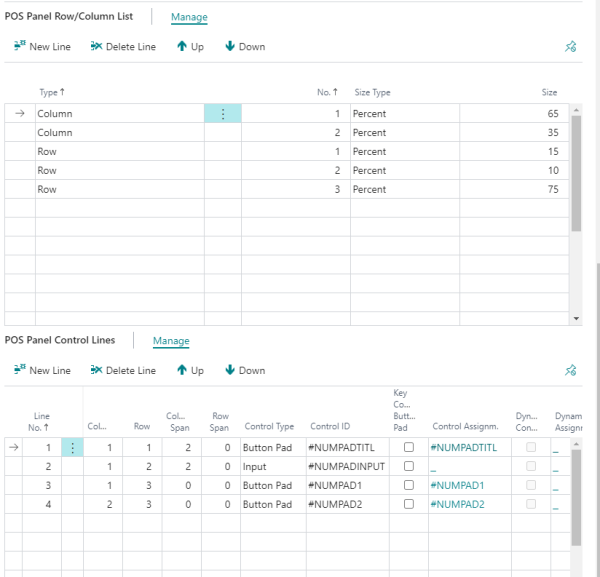 POS Panel Row/Column List Manage
New Line Delete Line Up Down
Type ↑ No. ↑ Size Type Size
Column 1 Percent 65
Column 2 Percent 35
Row 1 Percent 15
Row 2 Percent 10
Row 3 Percent 75
POS Panel Control Lines Manage
New Line Delete Line Up Down
Key
Co...
Line Col... Row Butt... Dyn... Dynam
No. ↑ Col... Row Span Span Control Type Control ID Pad Control Assignm. Con... Assignm
1 1 1 2 0 Button Pad #NUMPADTITL #NUMPADTITL _
2 1 2 2 0 Input #NUMPADINPUT _ _
3 1 3 0 0 Button Pad #NUMPAD1 #NUMPAD1 _
4 2 3 0 0 Button Pad #NUMPAD2 #NUMPAD2 _